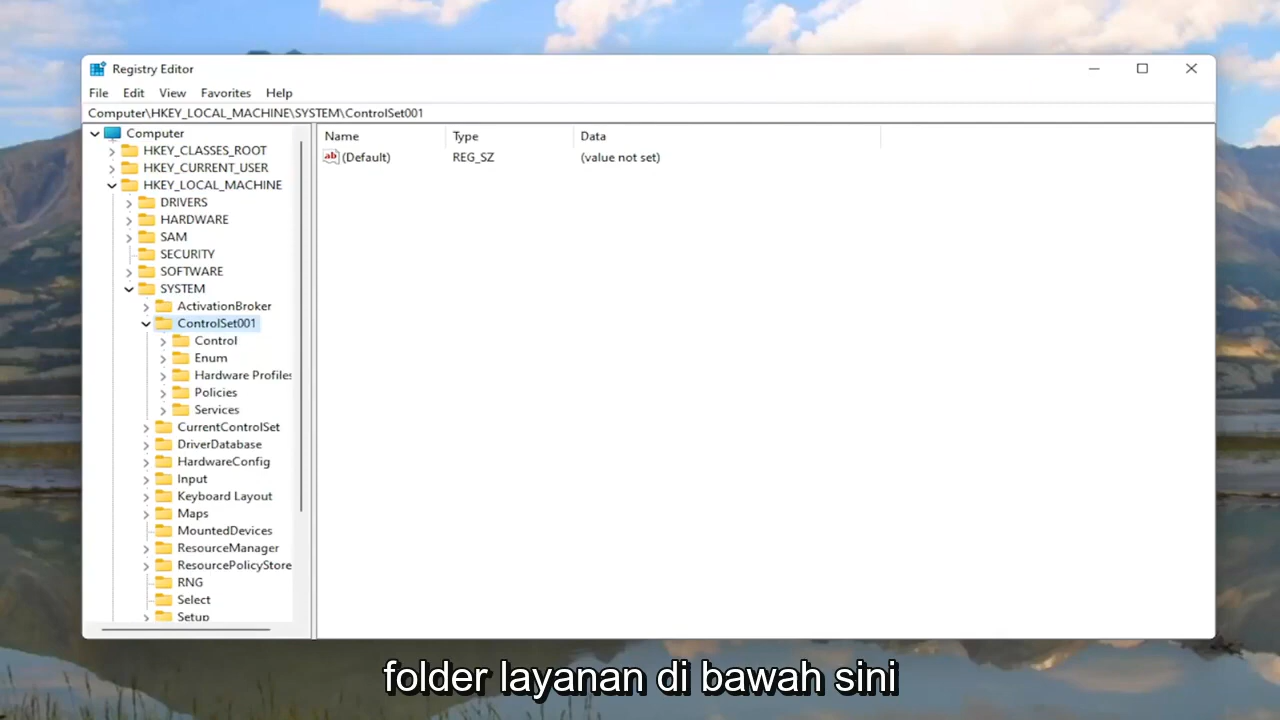 Registry Editor
File Edit View Favorites Help
Computer\HKEY_LOCAL_MACHINE\SYSTEM\ControlSet001
Computer
HKEY_CLASSES_ROOT
HKEY_CURRENT_USER
HKEY_LOCAL_MACHINE
DRIVERS
HARDWARE
SAM
SECURITY
SOFTWARE
SYSTEM
ActivationBroker
ControlSet001
Control
Enum
Hardware Profiles
Policies
Services
CurrentControlSet
DriverDatabase
HardwareConfig
Input
Keyboard Layout
Maps
MountedDevices
ResourceManager
ResourcePolicyStore
RNG
Select
Setup
Name Type Data
ab (Default) REG_SZ (value not set)
folder layanan di bawah sini